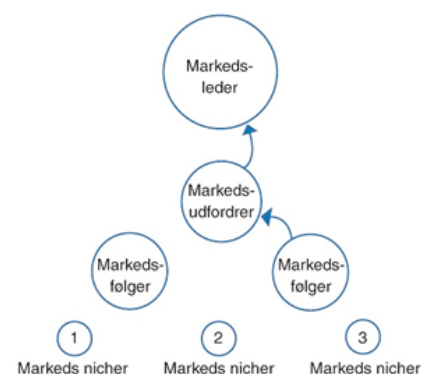 Markeds-
leder
Markeds-
udfordrer
Markeds-
følger
Markeds-
følger
1
2
3
Markeds nicher
Markeds nicher
Markeds nicher